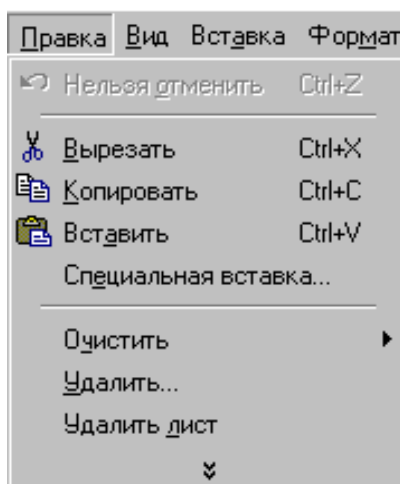 Правка Вид Вставка Формат
Нельзя отменить Ctrl+Z
Вырезать Ctrl+X
Копировать Ctrl+C
Вставить Ctrl+V
Специальная вставка...
Очистить
Удалить...
Удалить лист